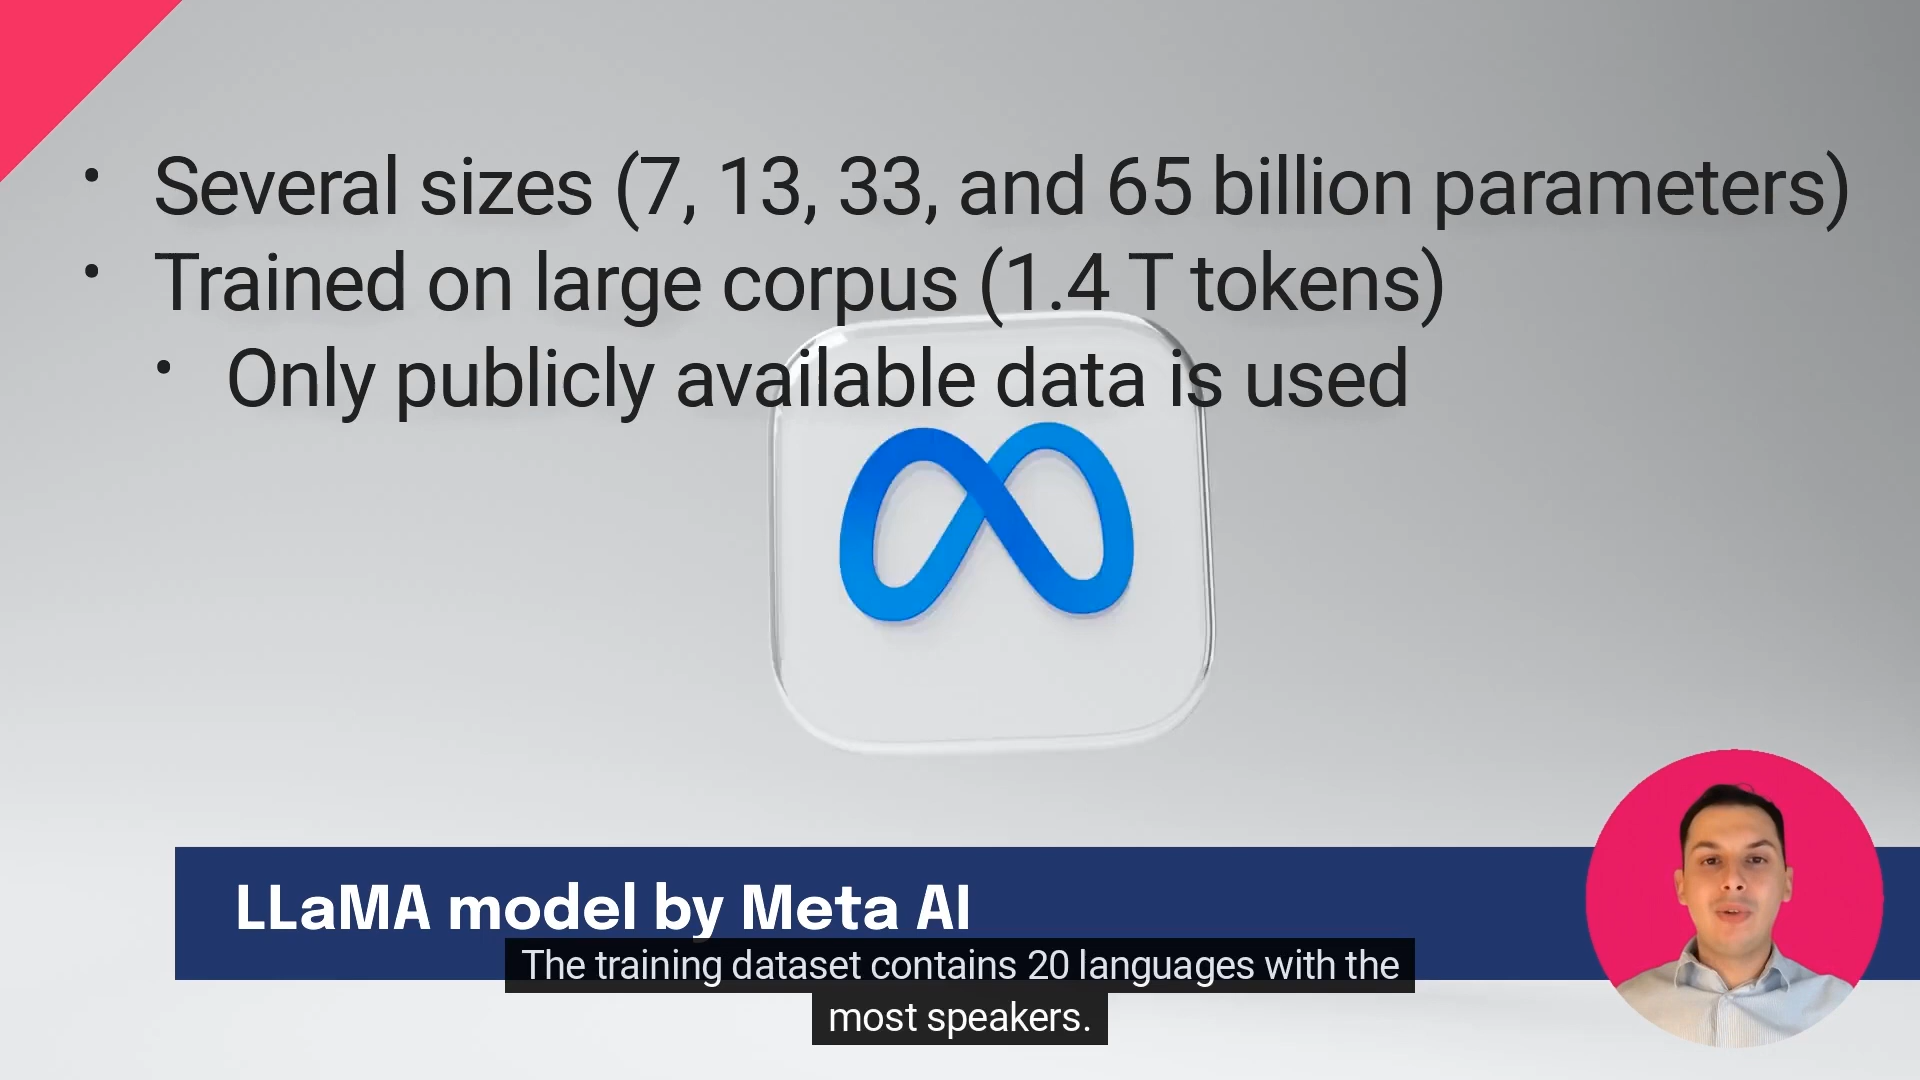 • Several sizes (7, 13, 33, and 65 billion parameters)
• Trained on large corpus (1.4 T tokens)
• Only publicly available data is used
LLaMA model by Meta AI
The training dataset contains 20 languages with the
most speakers.